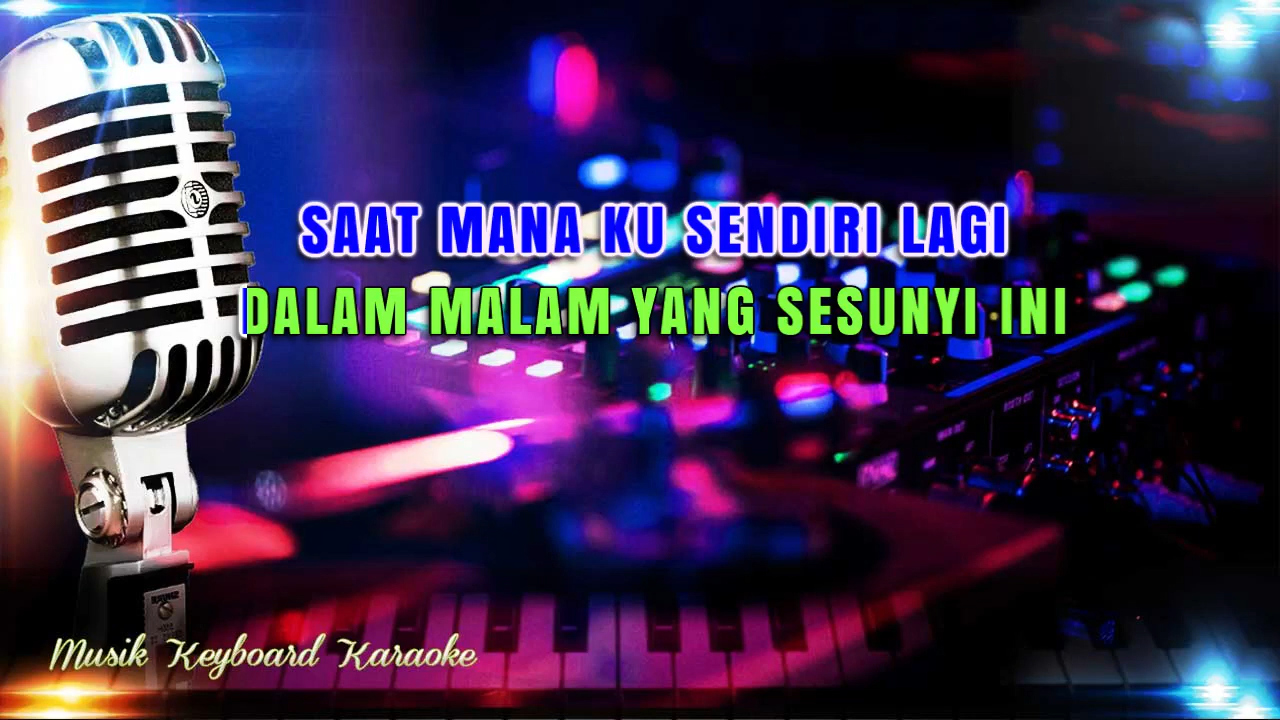 SAAT MANA KU SENDIRI LAGI
DALAM MALAM YANG SESUNYI INI
Musik Keyboard Karaoke